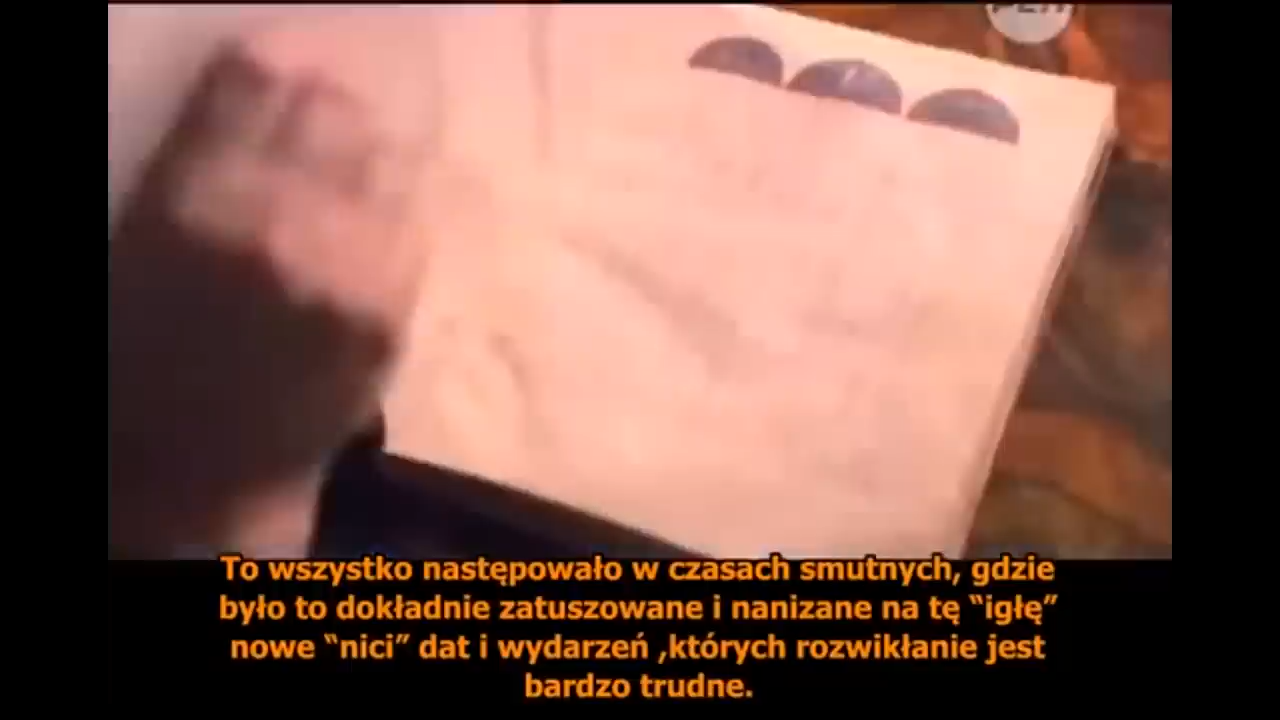 To wszystko następowało w czasach smutnych, gdzie
było to dokładnie zatuszowane i nanizane na tę “igłę”
nowe “nici” dat i wydarzeń ,których rozwikłanie jest
bardzo trudne.